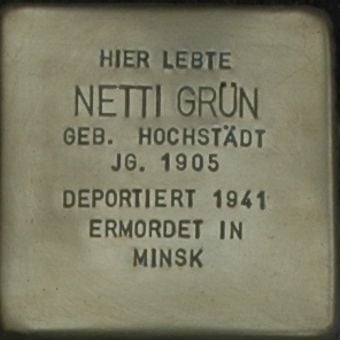 HIER LEBTE
NETTI GRÜN
GEB. HOCHSTÄDT
JG. 1905
DEPORTIERT 1941
ERMORDET IN
MINSK